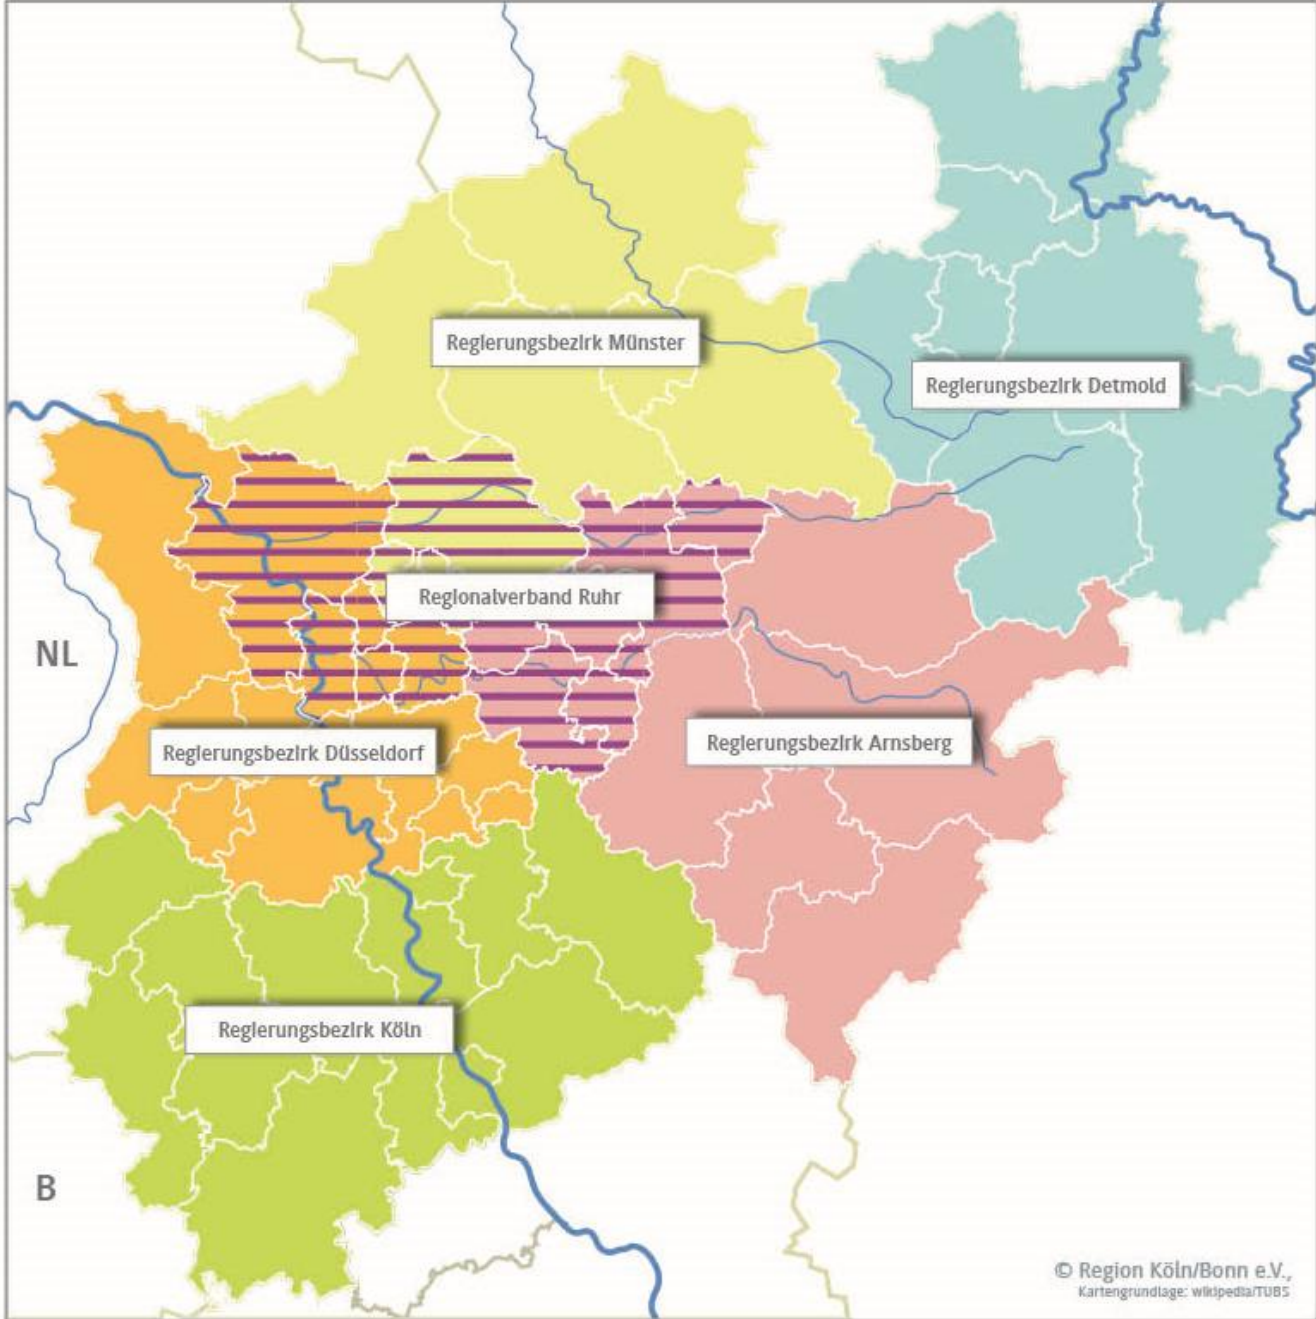 Regierungsbezirk Münster
Regierungsbezirk Detmold
Regionalverband Ruhr
NL
Regierungsbezirk Düsseldorf
Regierungsbezirk Arnsberg
Regierungsbezirk Köln
B
© Region Köln/Bonn e.V.,
Kartengrundlage: wikipedia/TUBS